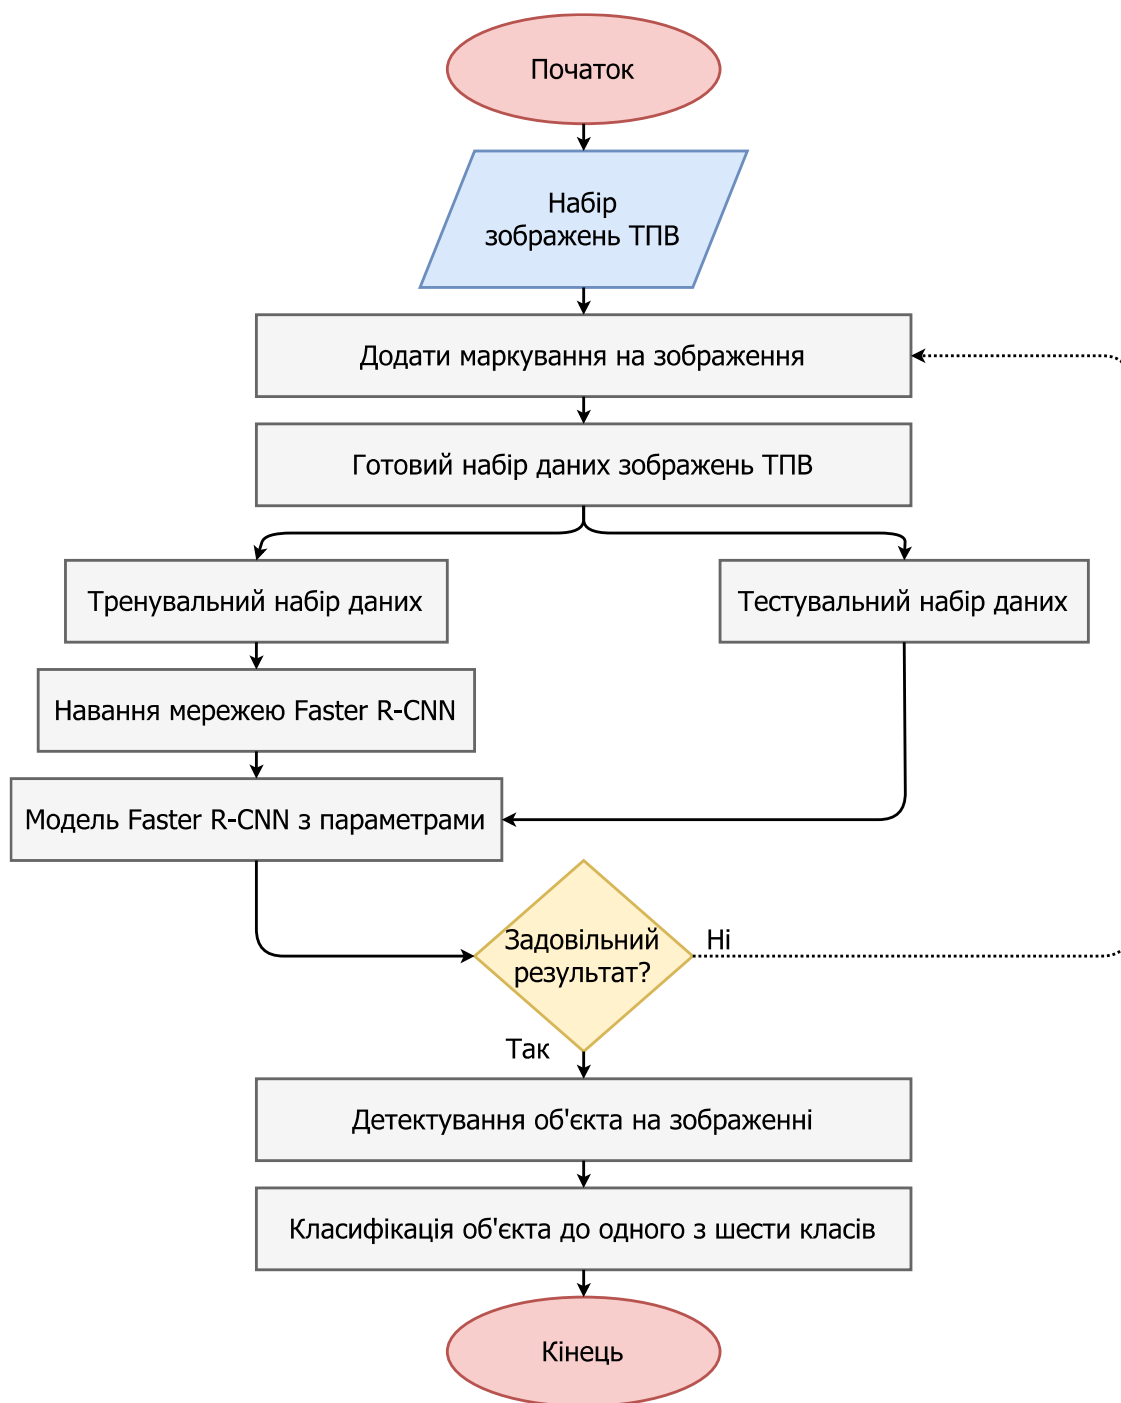 Початок
Набір
зображень ТПВ
Додати маркування на зображення
Готовий набір даних зображень ТПВ
Тренувальний набір даних
Тестувальний набір даних
Навання мережею Faster R-CNN
Модель Faster R-CNN з параметрами
Задовільний
результат?
Ні
Так
Детектування об'єкта на зображенні
Класифікація об'єкта до одного з шести класів
Кінець